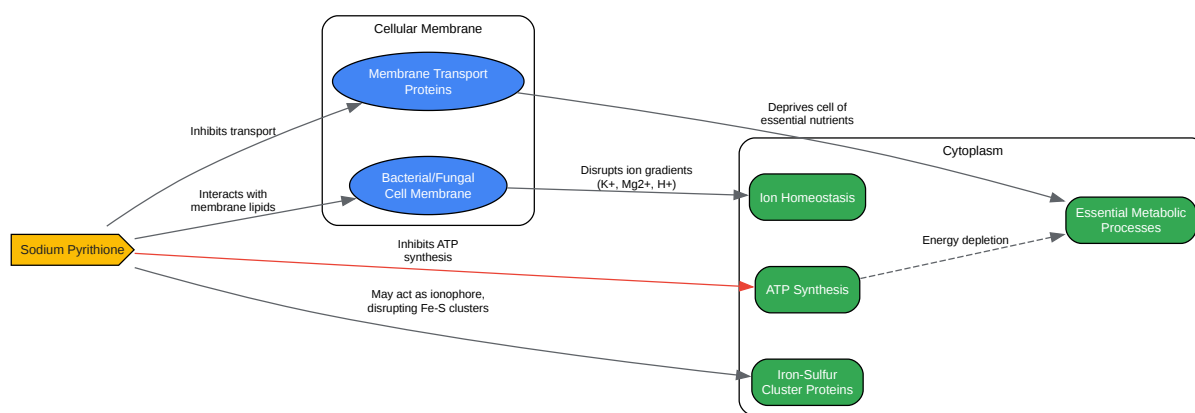 Cellular Membrane
Membrane Transport
Proteins
Deprives cell of
essential nutrients
Inhibits transport
Cytoplasm
Bacterial/Fungal
Cell Membrane
Disrupts ion gradients
(K+, Mg2+, H+)
Ion Homeostasis
Interacts with
membrane lipids
Essential Metabolic
Processes
Sodium Pyrithione
Inhibits ATP
synthesis
Energy depletion
ATP Synthesis
May act as ionophore,
disrupting Fe-S clusters
Iron-Sulfur
Cluster Proteins